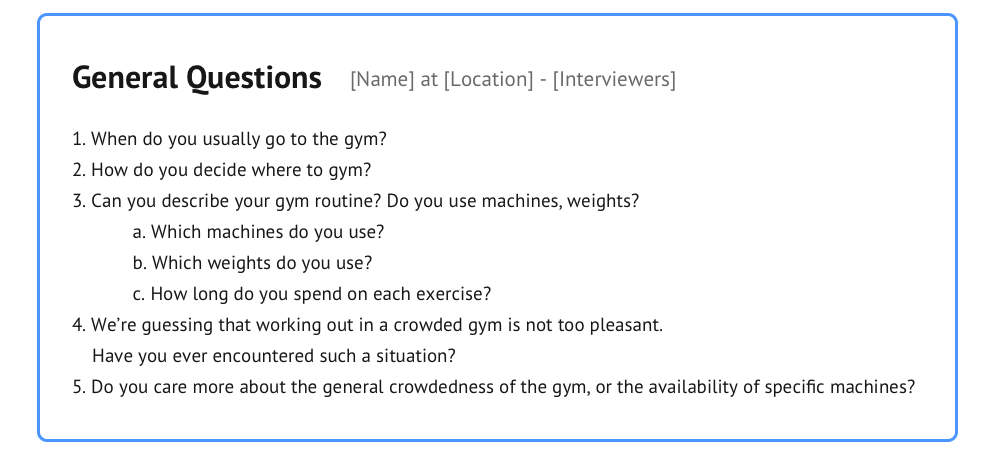 General Questions [Name] at [Location] - [Interviewers]
1. When do you usually go to the gym?
2. How do you decide where to gym?
3. Can you describe your gym routine? Do you use machines, weights?
a. Which machines do you use?
b. Which weights do you use?
c. How long do you spend on each exercise?
4. We’re guessing that working out in a crowded gym is not too pleasant.
Have you ever encountered such a situation?
5. Do you care more about the general crowdedness of the gym, or the availability of specific machines?